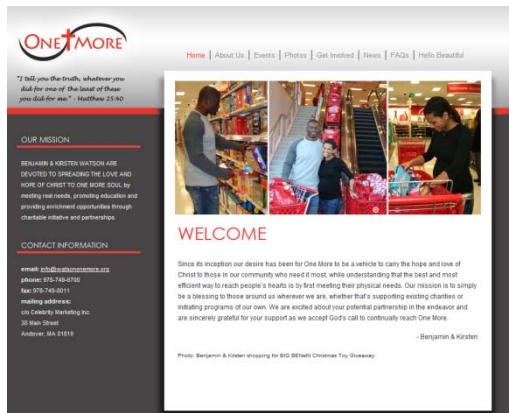 ONE MORE
Home | About Us | Events | Photos | Get Involved | News | FAQs | Hello Beautiful
"I tell you the truth, whatever you
did for one of the least of these
you did for me." - Matthew 25:40
OUR MISSION
BENJAMIN & KIRSTEN WATSON ARE
DEVOTED TO SPREADING THE LOVE AND
HOPE OF CHRIST TO ONE MORE SOUL by
meeting real needs, promoting education and
providing enrichment opportunities through
charitable initiative and partnerships.
CONTACT INFORMATION
email: info@watsononemore.org
phone: 978-749-8700
fax: 978-749-8011
mailing address:
c/o Celebrity Marketing Inc.
38 Main Street
Andover, MA 01810
WELCOME
Since its inception our desire has been for One More to be a vehicle to carry the hope and love of
Christ to those in our community who need it most, while understanding that the best and most
efficient way to reach people's hearts is by first meeting their physical needs. Our mission is to simply
be a blessing to those around us wherever we are, whether that's supporting existing charities or
initiating programs of our own. We are excited about your potential partnership in the endeavor and
are sincerely grateful for your support as we accept God's call to continually reach One More.
- Benjamin & Kirsten
Photo: Benjamin & Kirsten shopping for BIG BENefit Christmas Toy Giveaway.